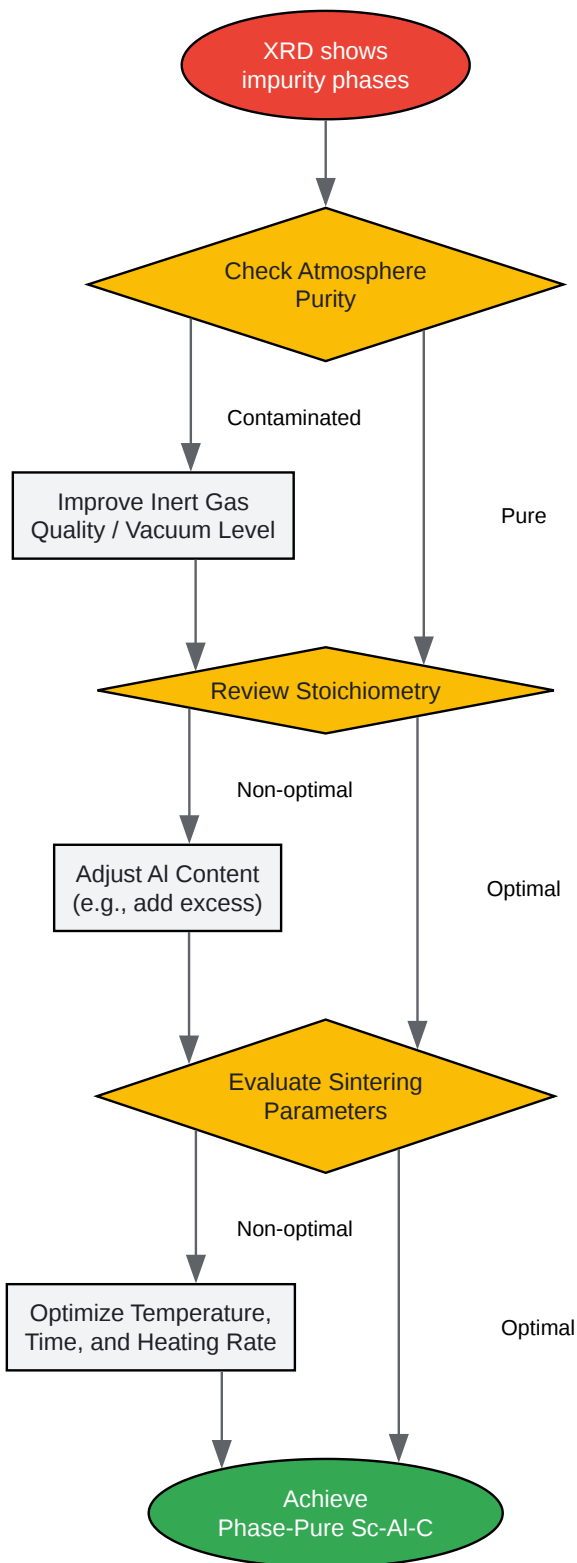 XRD shows
impurity phases
Check Atmosphere
Purity
Contaminated
Improve Inert Gas
Quality / Vacuum Level
Pure
Review Stoichiometry
Non-optimal
Adjust Al Content
(e.g., add excess)
Optimal
Evaluate Sintering
Parameters
Non-optimal
Optimize Temperature,
Time, and Heating Rate
Optimal
Achieve
Phase-Pure Sc-Al-C